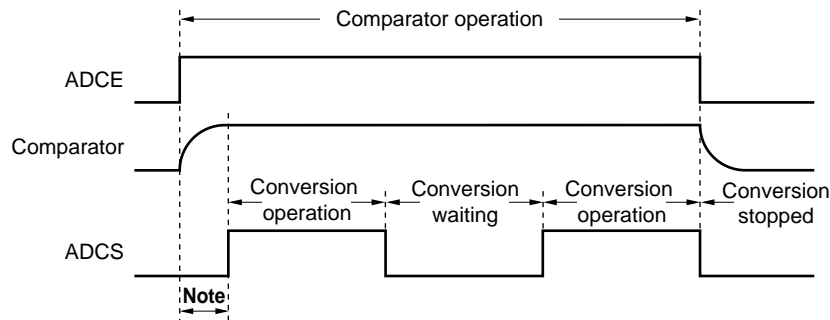 Comparator operation
ADCE
Comparator
Conversion
operation
Conversion
waiting
Conversion
operation
Conversion
stopped
ADCS
Note